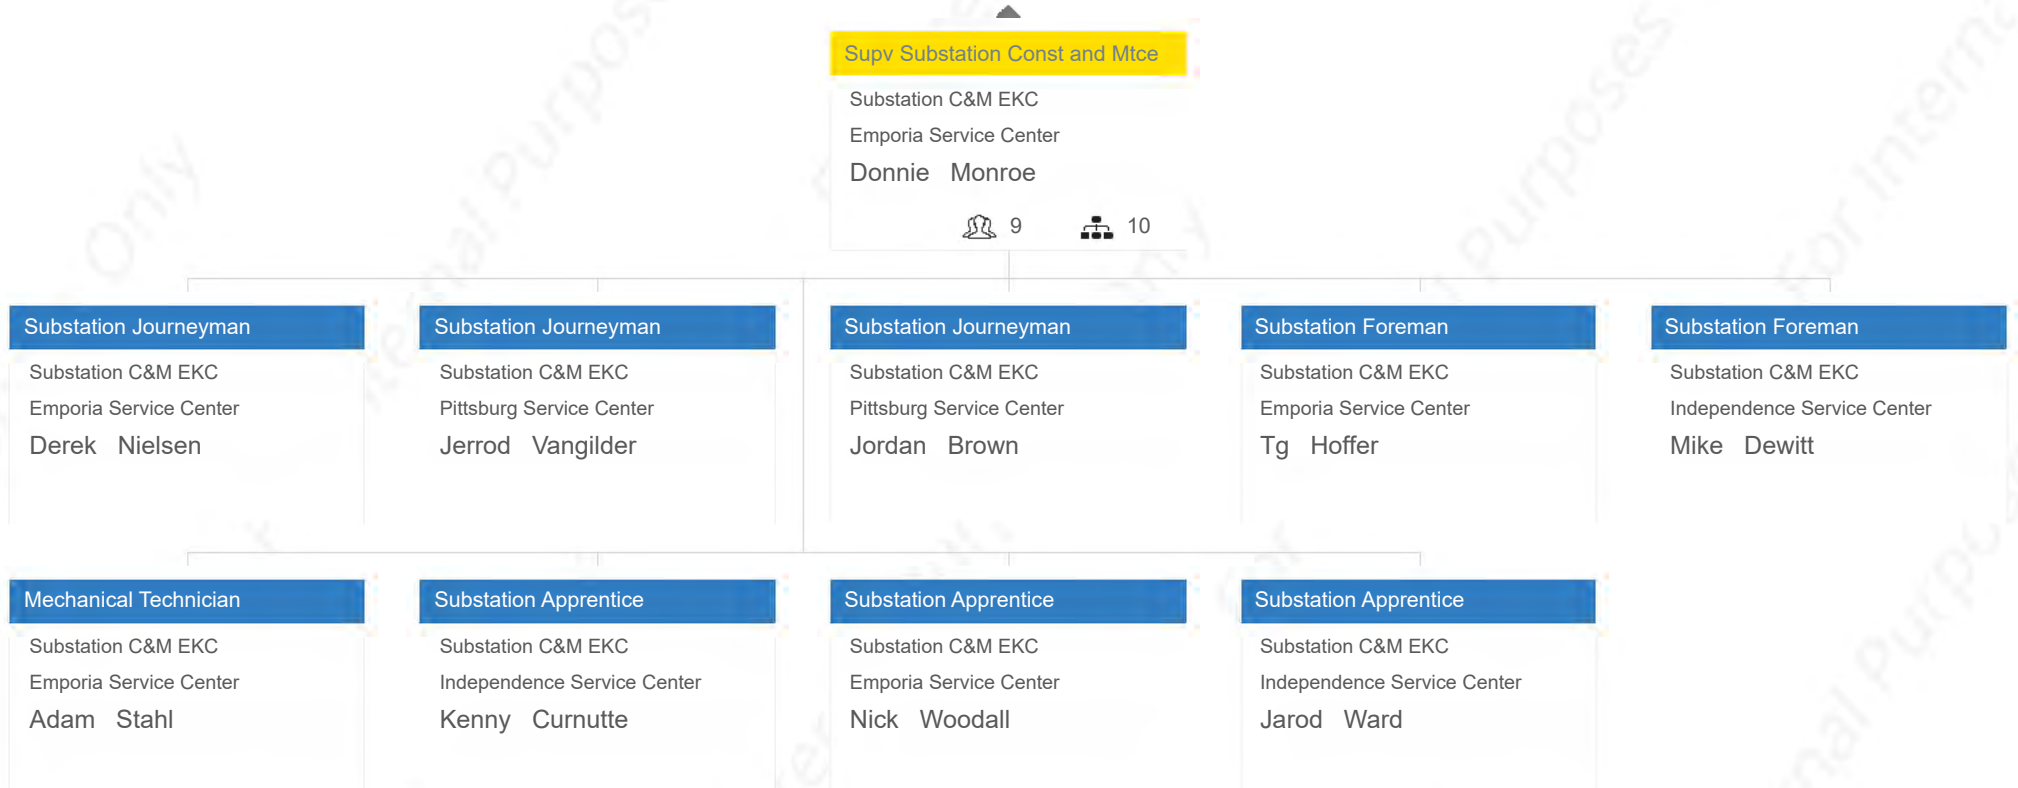 Supv Substation Const and Mtce
Substation C&M EKC
Emporia Service Center
Donnie Monroe
9 10
Substation Journeyman
Substation C&M EKC
Emporia Service Center
Derek Nielsen
Substation Journeyman
Substation C&M EKC
Pittsburg Service Center
Jerrod Vangilder
Substation Journeyman
Substation C&M EKC
Pittsburg Service Center
Jordan Brown
Substation Foreman
Substation C&M EKC
Emporia Service Center
Tg Hoffer
Substation Foreman
Substation C&M EKC
Independence Service Center
Mike Dewitt
Mechanical Technician
Substation C&M EKC
Emporia Service Center
Adam Stahl
Substation Apprentice
Substation C&M EKC
Independence Service Center
Kenny Curnutte
Substation Apprentice
Substation C&M EKC
Emporia Service Center
Nick Woodall
Substation Apprentice
Substation C&M EKC
Independence Service Center
Jarod Ward